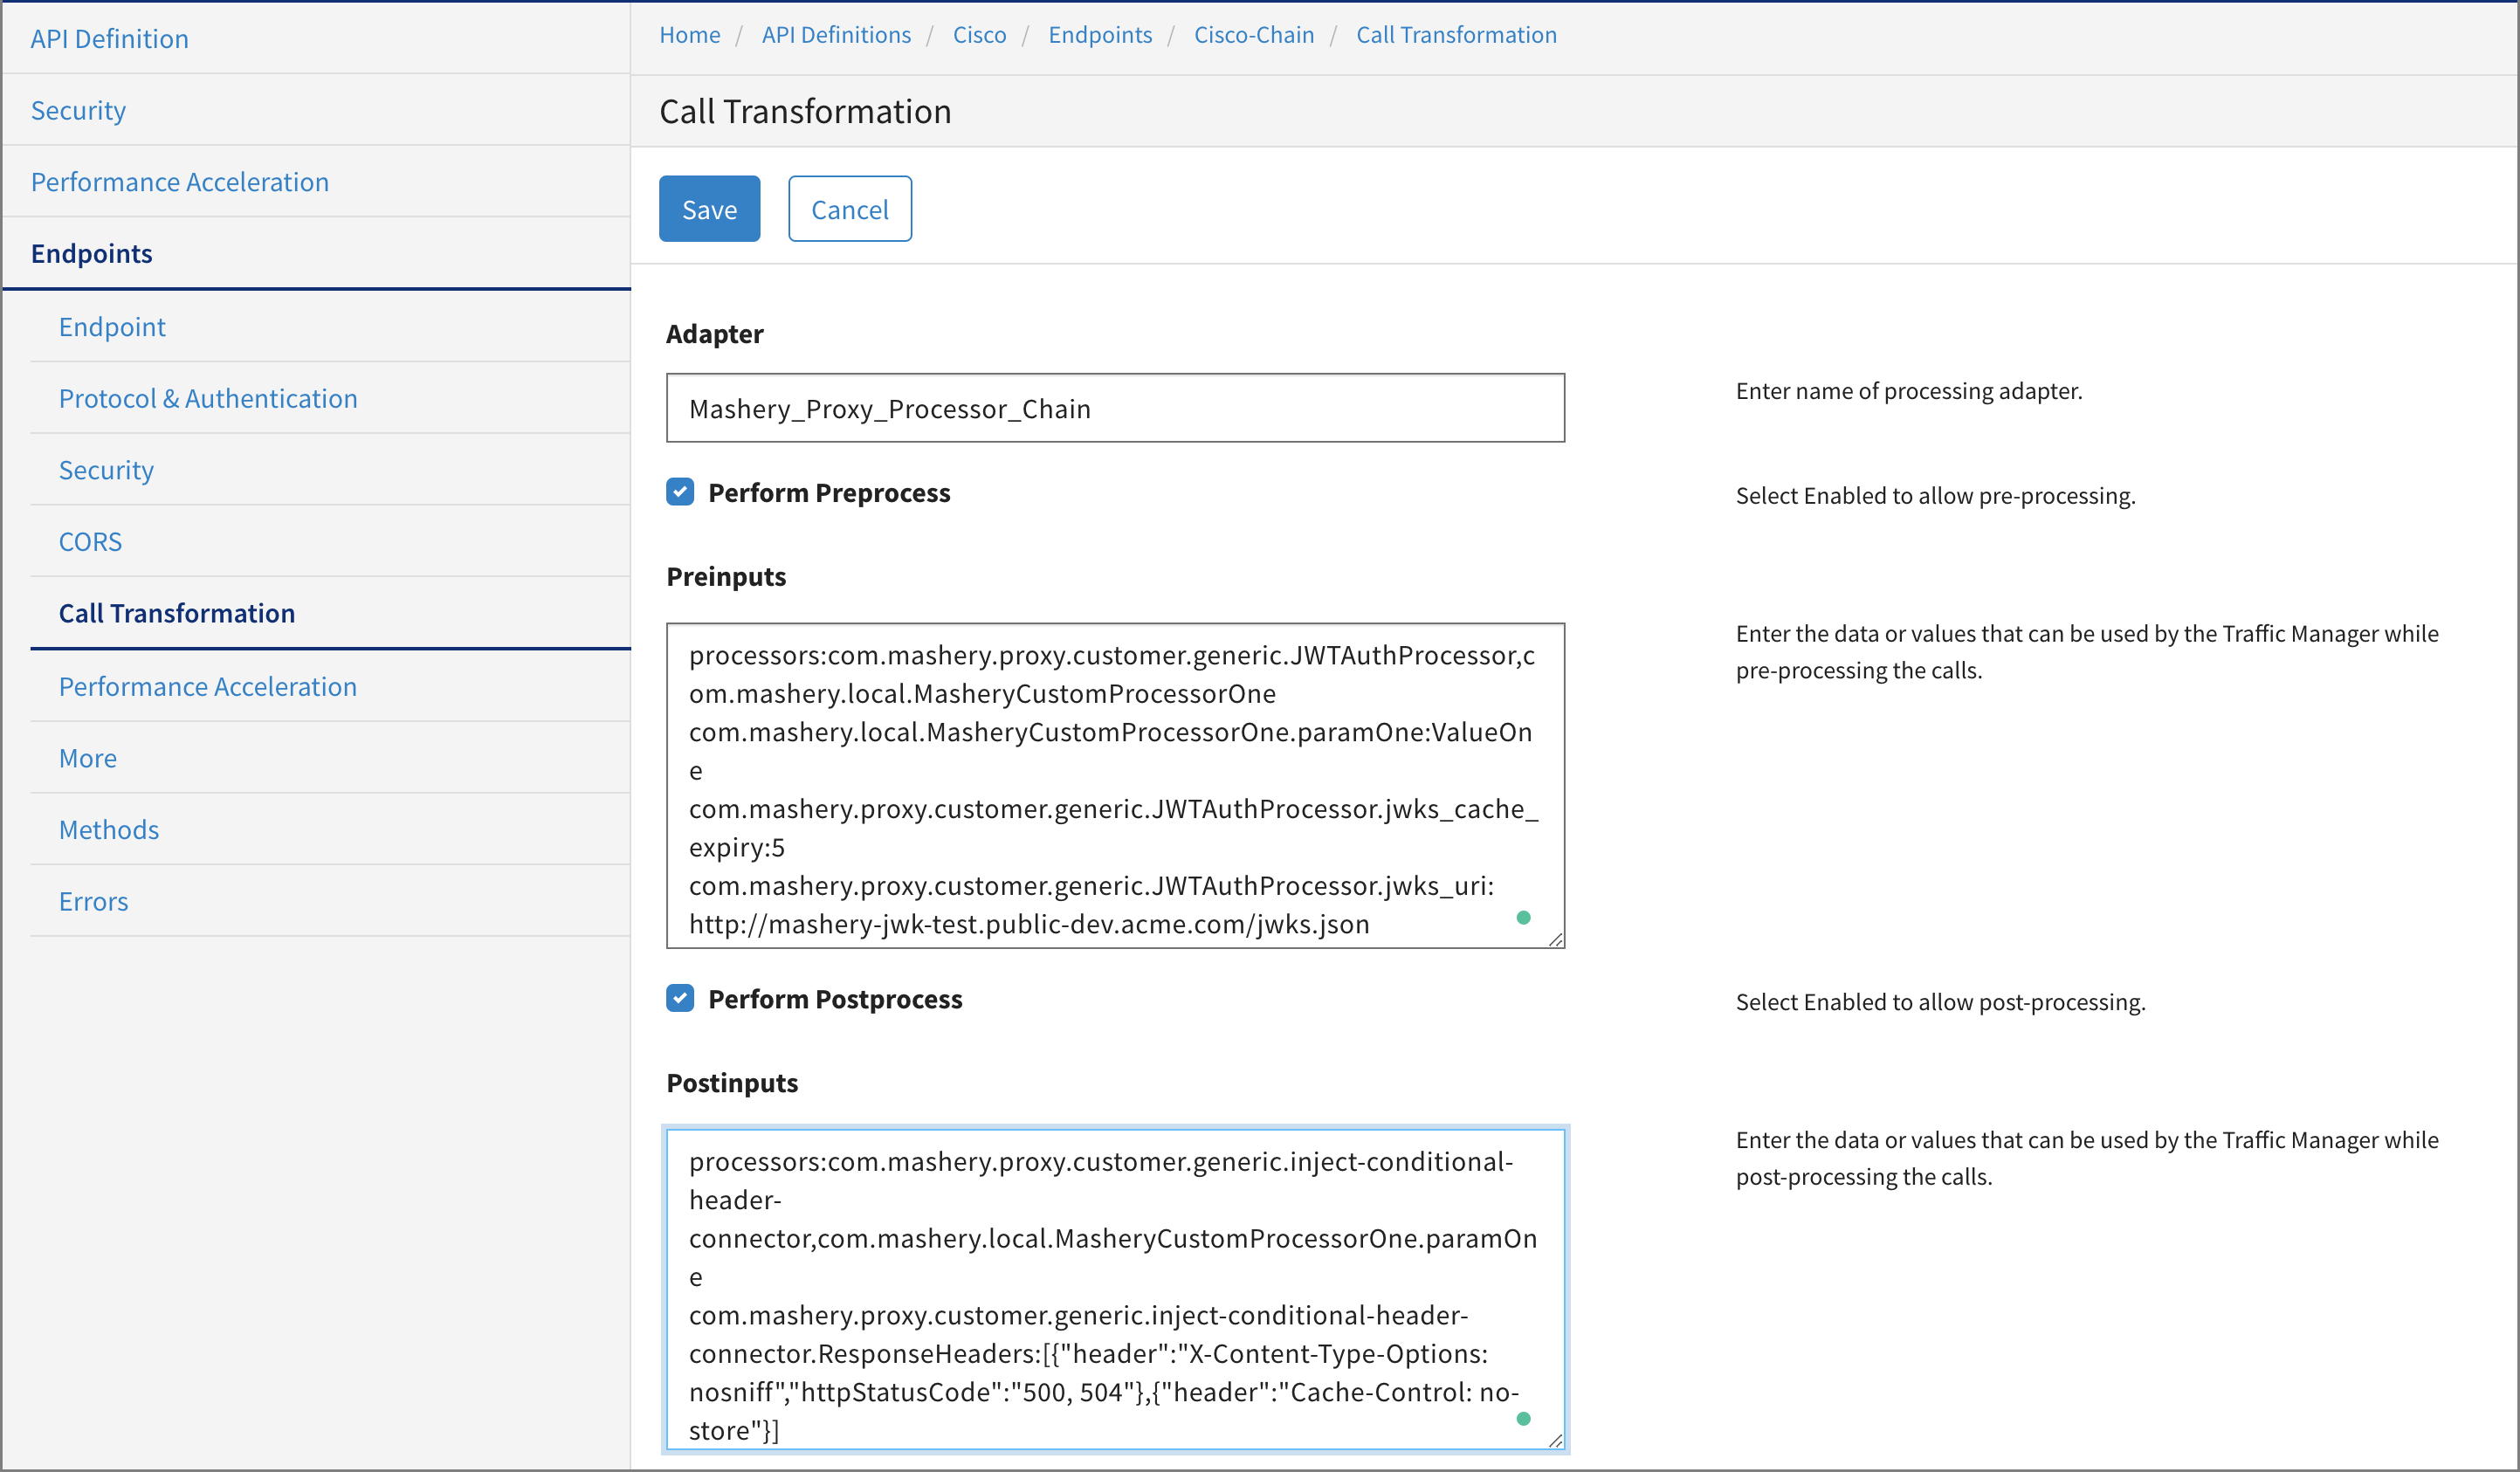 API Definition
Security
Performance Acceleration
Endpoints
Endpoint
Protocol & Authentication
Security
CORS
Call Transformation
Performance Acceleration
More
Methods
Errors
Home / API Definitions / Cisco / Endpoints / Cisco-Chain / Call Transformation
Call Transformation
Save Cancel
Adapter
Mashery_Proxy_Processor_Chain
Enter name of processing adapter.
Perform Preprocess
Select Enabled to allow pre-processing.
Preinputs
processors:com.mashery.proxy.customer.generic.JWTAuthProcessor,c
om.mashery.local.MasheryCustomProcessorOne
com.mashery.local.MasheryCustomProcessorOne.paramOne:ValueOn
e
com.mashery.proxy.customer.generic.JWTAuthProcessor.jwks_cache_
expiry:5
com.mashery.proxy.customer.generic.JWTAuthProcessor.jwks_uri:
http://mashery-jwk-test.public-dev.acme.com/jwks.json
Enter the data or values that can be used by the Traffic Manager while
pre-processing the calls.
Perform Postprocess
Select Enabled to allow post-processing.
Postinputs
processors:com.mashery.proxy.customer.generic.inject-conditional-
header-
connector,com.mashery.local.MasheryCustomProcessorOne.paramOn
e
com.mashery.proxy.customer.generic.inject-conditional-header-
connector.ResponseHeaders:[{"header":"X-Content-Type-Options:
nosniff","httpStatusCode":"500, 504"},{"header":"Cache-Control: no-
store"}]
Enter the data or values that can be used by the Traffic Manager while
post-processing the calls.